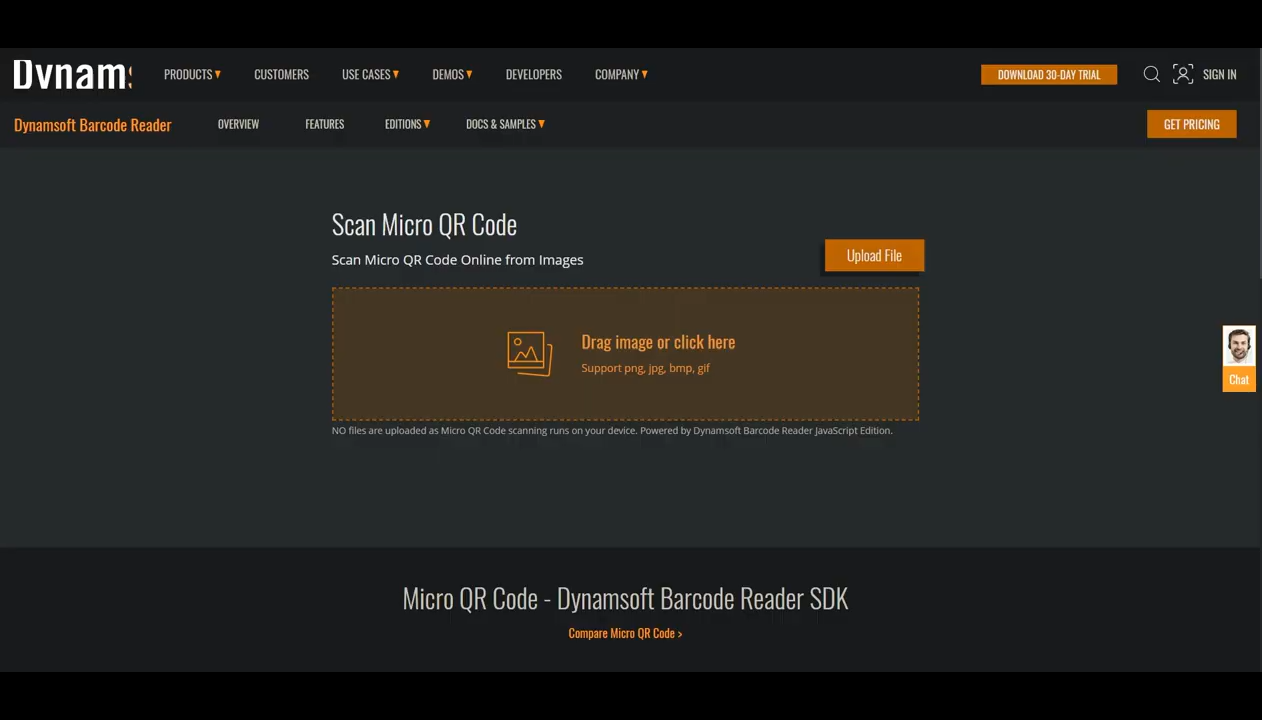 Dynams
PRODUCTS CUSTOMERS USE CASES DEMOS DEVELOPERS COMPANY DOWNLOAD 30-DAY TRIAL SIGN IN
Dynamsoft Barcode Reader OVERVIEW FEATURES EDITIONS DOCS & SAMPLES GET PRICING
Scan Micro QR Code
Scan Micro QR Code Online from Images
Upload File
Drag image or click here
Support png, jpg, bmp, gif
Chat
NO files are uploaded as Micro QR Code scanning runs on your device. Powered by Dynamsoft Barcode Reader JavaScript Edition.
Micro QR Code - Dynamsoft Barcode Reader SDK
Compare Micro QR Code >